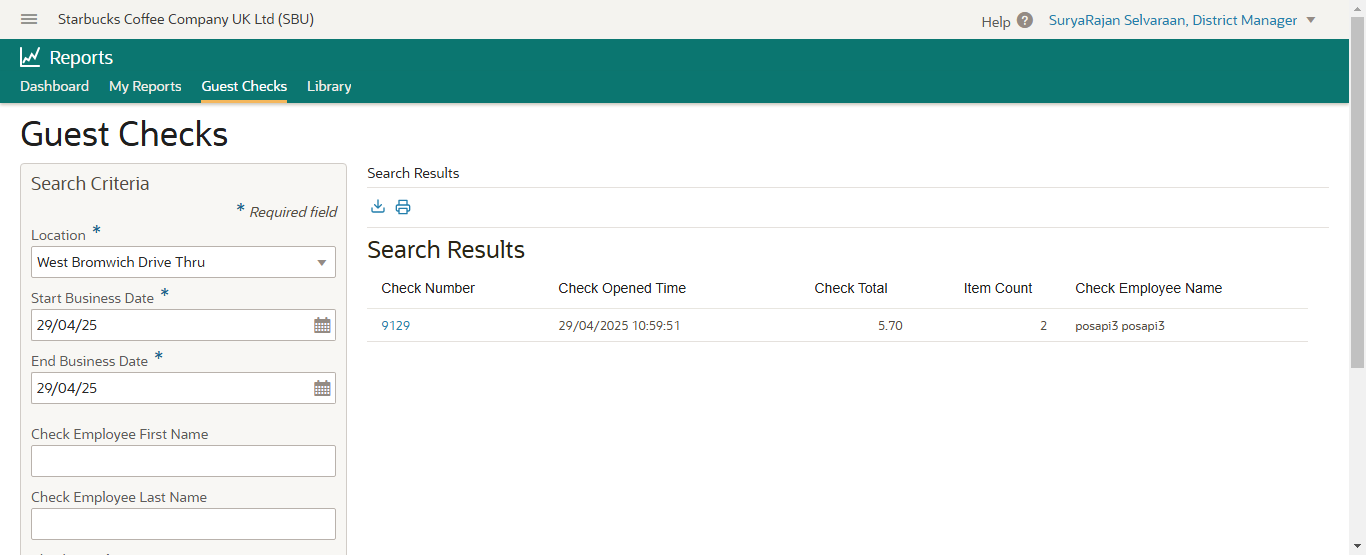 Starbucks Coffee Company UK Ltd (SBU)
Help ? SuryaRajan Selvaraan, District Manager
Reports
Dashboard My Reports Guest Checks Library
Guest Checks
Search Criteria
* Required field
Location *
West Bromwich Drive Thru
Start Business Date *
29/04/25
End Business Date *
29/04/25
Check Employee First Name
Check Employee Last Name
Search Results
Search Results
Check Number Check Opened Time Check Total Item Count Check Employee Name
9129 29/04/2025 10:59:51 5.70 2 posapi3 posapi3